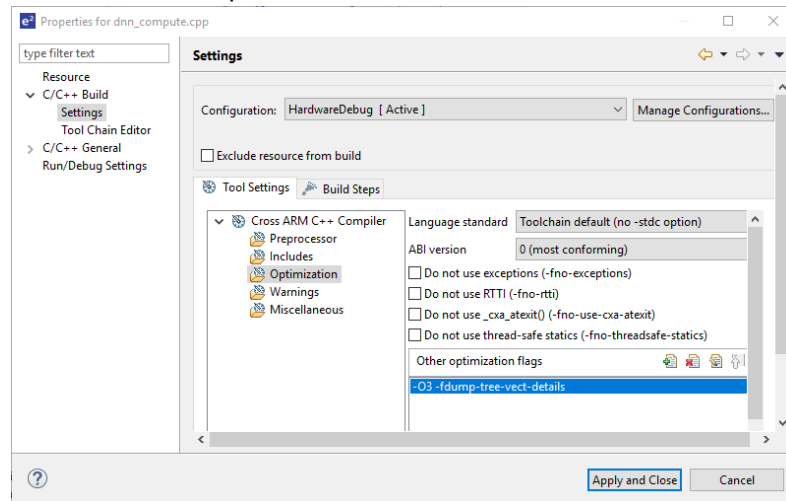 e² Properties for dnn_compute.cpp
type filter text
Settings
Resource
C/C++ Build
Settings
Tool Chain Editor
C/C++ General
Run/Debug Settings
Configuration: HardwareDebug [ Active ] Manage Configurations...
Exclude resource from build
Tool Settings Build Steps
Cross ARM C++ Compiler
Preprocessor
Includes
Optimization
Warnings
Miscellaneous
Language standard Toolchain default (no -stdc option)
ABI version 0 (most conforming)
Do not use exceptions (-fno-exceptions)
Do not use RTTI (-fno-rtti)
Do not use _cxa_atexit() (-fno-use-cxa-atexit)
Do not use thread-safe statics (-fno-threadsafe-statics)
Other optimization flags
-O3 -fdump-tree-vect-details
? Apply and Close Cancel